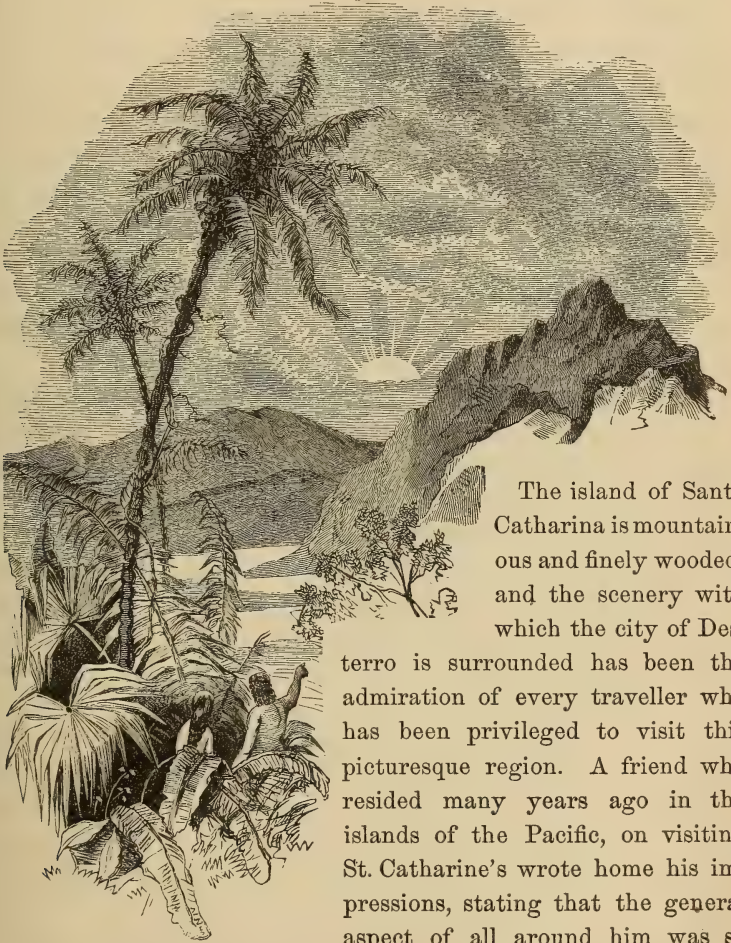 The island of Sant
Catharina is mountain
ous and finely wooded
and the scenery wit
which the city of Des
terro is surrounded has been th
admiration of every traveller wh
has been privileged to visit thi
picturesque region. A friend wh
resided many years ago in th
islands of the Pacific, on visitin
St. Catharine's wrote home his im
pressions, stating that the genera
aspect of all around him was s